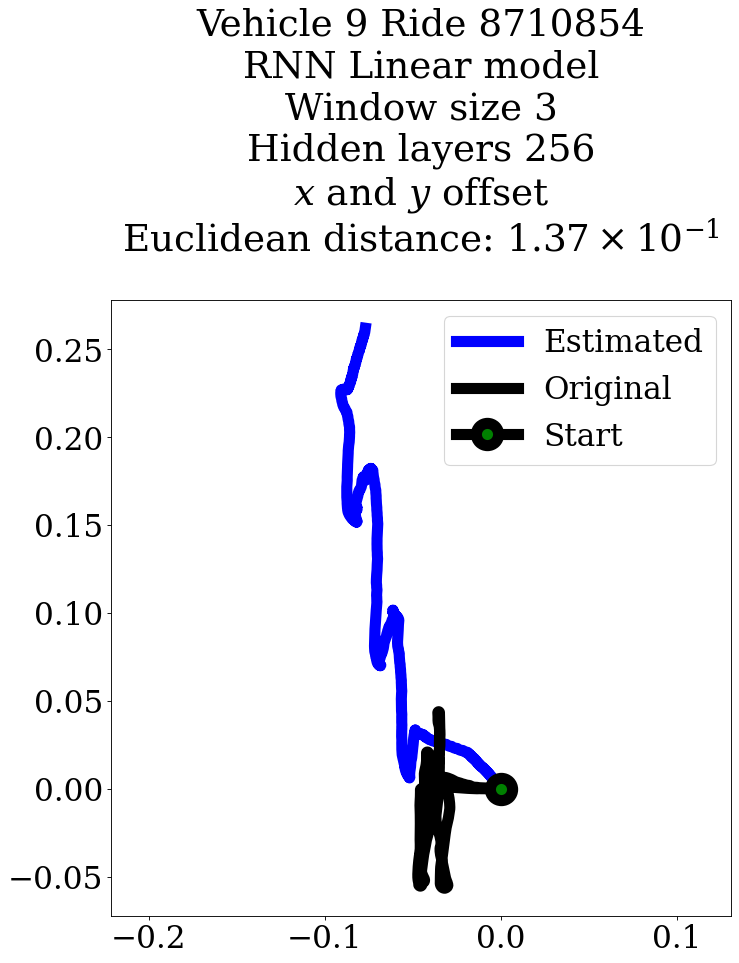 Vehicle 9 Ride 8710854
RNN Linear model
Window size 3
Hidden layers 256
x and y offset
Euclidean distance: 1.37 × 10⁻¹
Estimated
Original
Start
0.25
0.20
0.15
0.10
0.05
0.00
−0.05
−0.2 −0.1 0.0 0.1